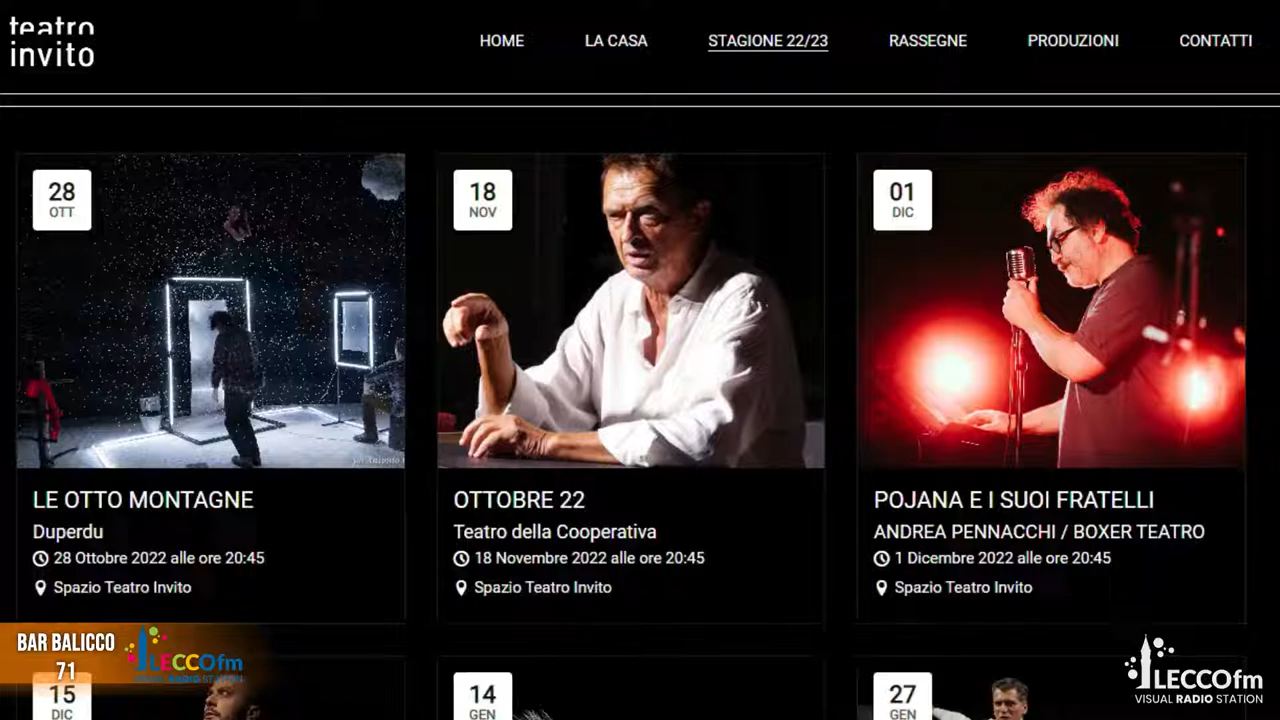 teatro
invito
HOME
LA CASA
STAGIONE 22/23
RASSEGNE
PRODUZIONI
CONTATTI
28
OTT
18
NOV
01
DIC
LE OTTO MONTAGNE
Duperdu
28 Ottobre 2022 alle ore 20:45
Spazio Teatro Invito
OTTOBRE 22
Teatro della Cooperativa
18 Novembre 2022 alle ore 20:45
Spazio Teatro Invito
POJANA E I SUOI FRATELLI
ANDREA PENNACCHI / BOXER TEATRO
1 Dicembre 2022 alle ore 20:45
Spazio Teatro Invito
BAR BALICCO
71
LECCOfm
VISUAL RADIO STATION
15
DIC
14
GEN
27
GEN
LECCOfm
VISUAL RADIO STATION